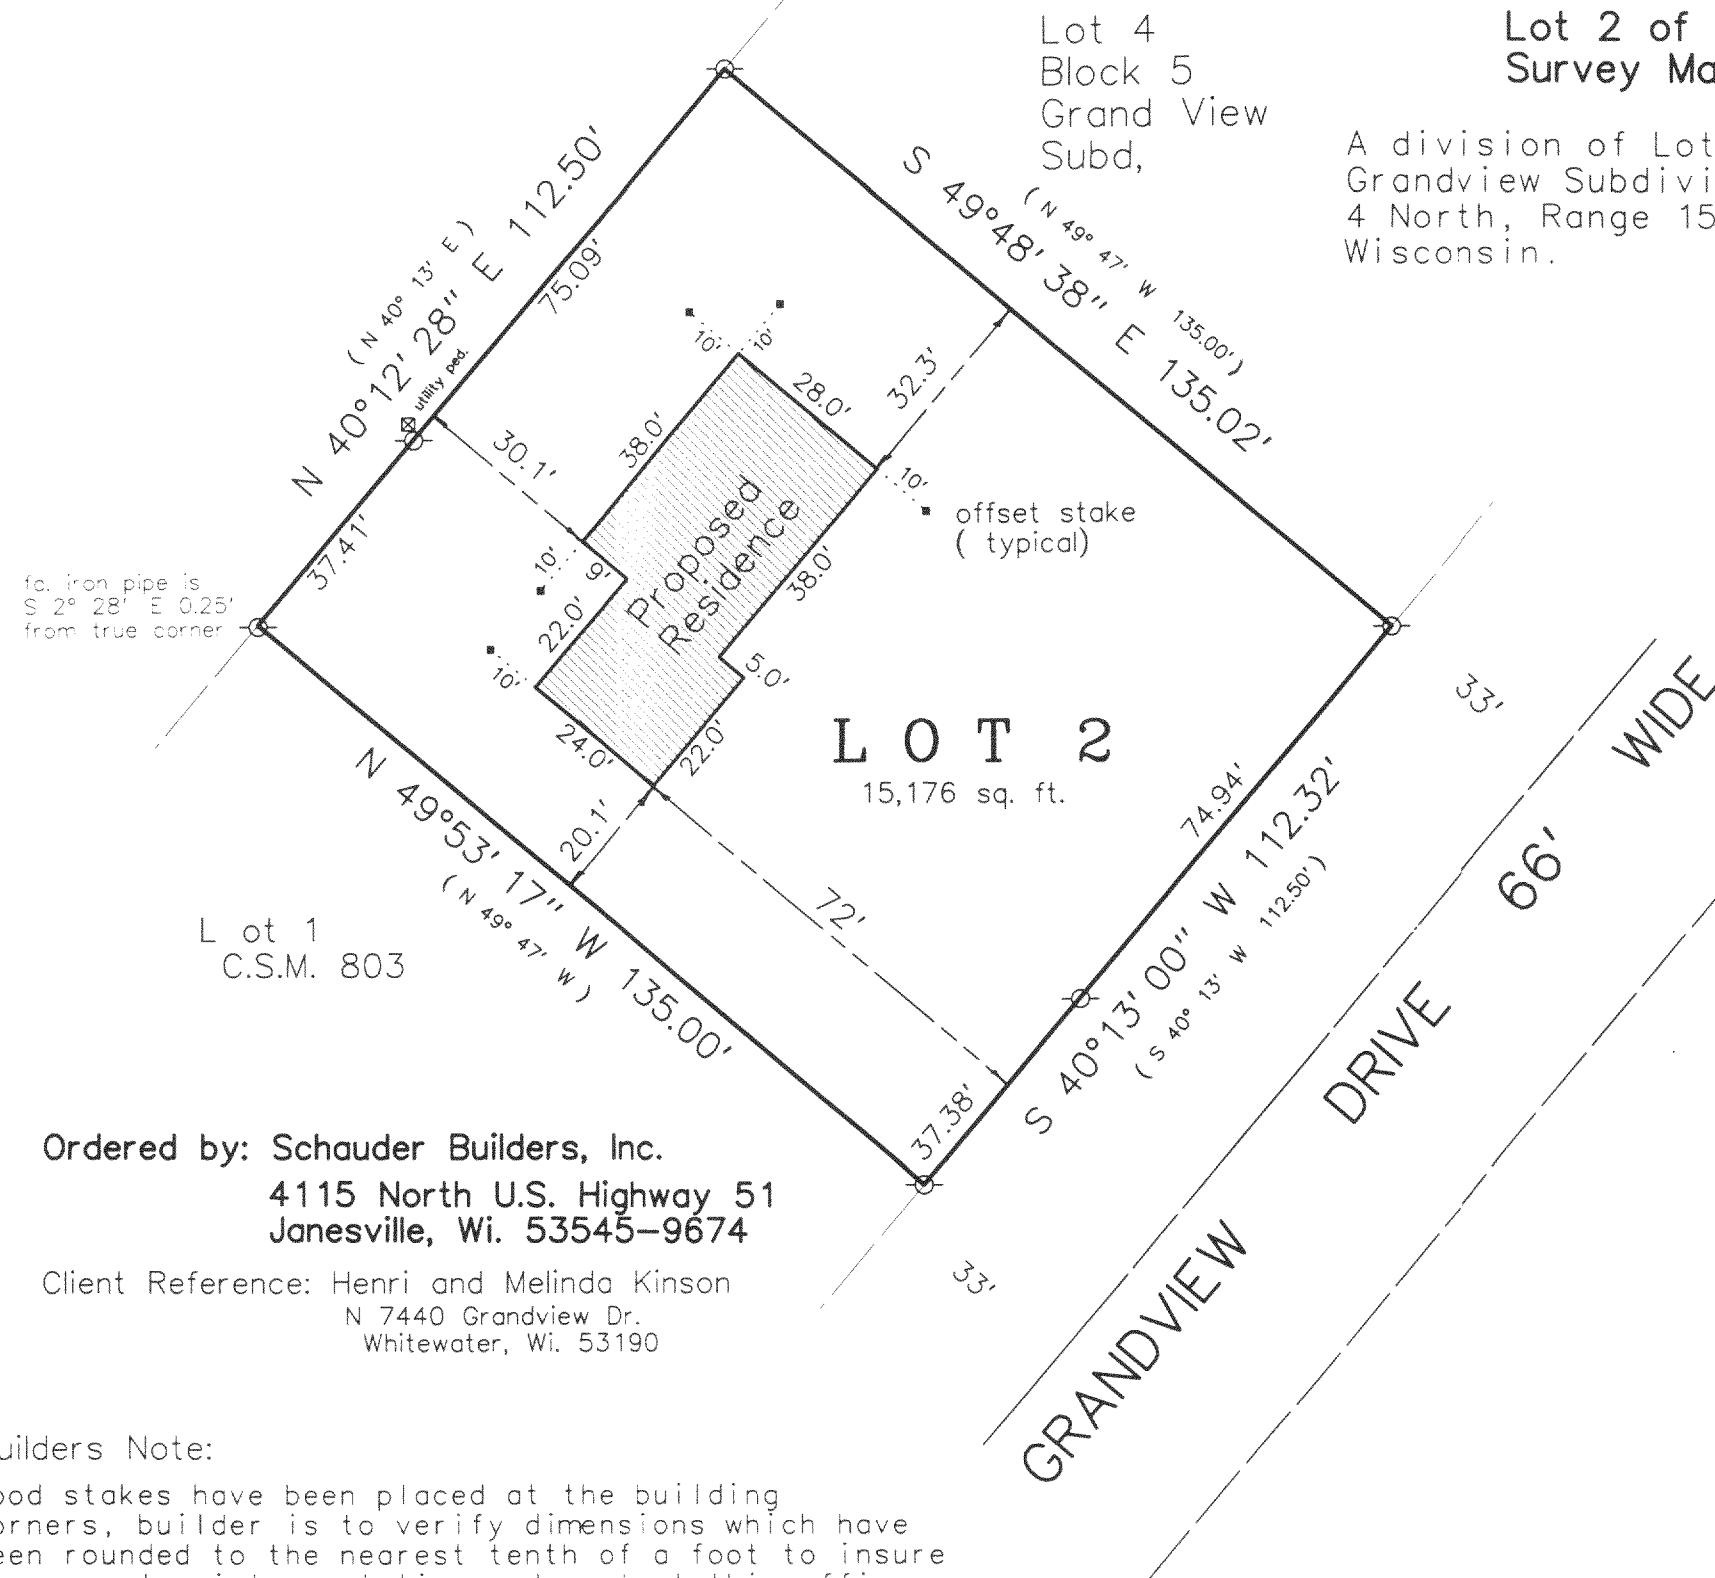 Lot 4
Block 5
Grand View
Subd,
Lot 2 of
Survey
A division of Lot
Grandview
4 North, Range 15
Wisconsin.
N 40°12' 28" E 112.50'
( N 40° 13' E )
75.09'
utility ped.
37.41'
S 49°48' 38" E 135.02'
( N 49° 47' W 135.00')
10'
10'
28.0'
32.3'
38.0'
30.1'
10'
offset stake
( typical)
Proposed
Residence
38.0'
10'
9'
22.0'
10'
5.0'
24.0'
22.0'
fc. iron pipe is
S 2° 28' E 0.25'
from true corner
LOT 2
15,176 sq. ft.
20.1'
72'
N 49°53' 17" W 135.00'
( N 49° 47' W )
74.94'
S 40°13' 00" W 112.32'
( S 40° 13' W 112.50')
37.38'
33'
33'
GRANDVIEW DRIVE 66' WIDE
Lot 1
C.S.M. 803
Ordered by: Schauder Builders, Inc.
4115 North U.S. Highway 51
Janesville, Wi. 53545-9674
Client Reference: Henri and Melinda Kinson
N 7440 Grandview Dr.
Whitewater, Wi. 53190
uilders Note:
ood stakes have been placed at the building
orners, builder is to verify dimensions which have
een rounded to the nearest tenth of a foot to insure